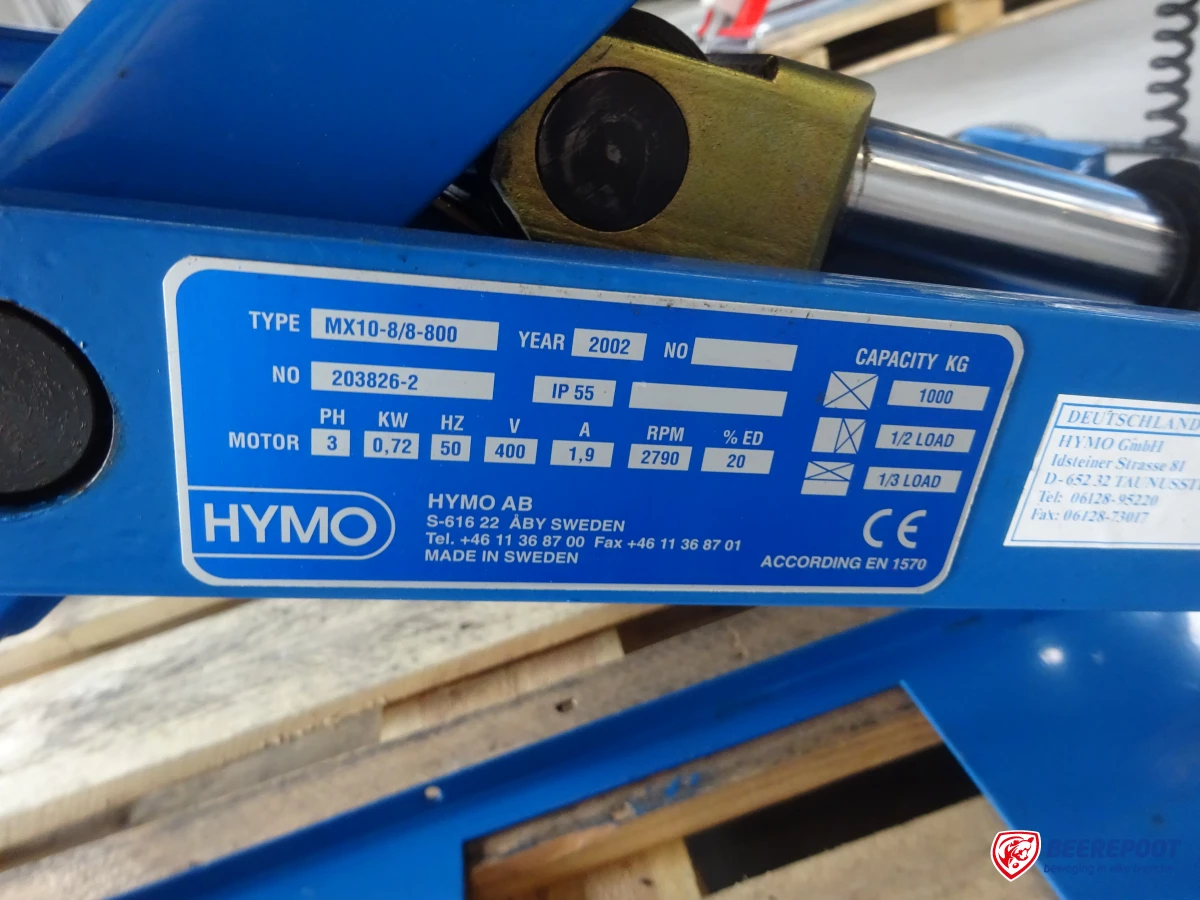 TYPE MX10-8/8-800 YEAR 2002 NO
NO 203826-2 IP 55
PH KW HZ V A RPM % ED
MOTOR 3 0,72 50 400 1,9 2790 20
CAPACITY KG
1000
1/2 LOAD
1/3 LOAD
HYMO
HYMO AB
S-616 22 ÅBY SWEDEN
Tel. +46 11 36 87 00 Fax +46 11 36 87 01
MADE IN SWEDEN
CE
ACCORDING EN 1570
DEUTSCHLAND
HYMO GmbH
Idsteiner Strasse 81
D-652 32
Tel: 06128-95220
Fax: 06128-73017
BEEREPOOT